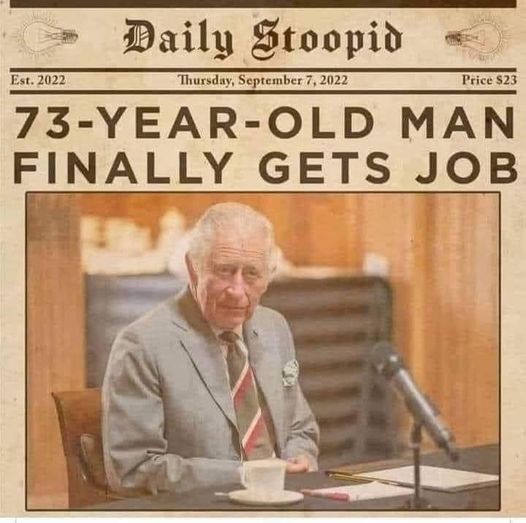 Daily Stoopid
Est. 2022 Thursday, September 7, 2022 Price $23
73-YEAR-OLD MAN
FINALLY GETS JOB